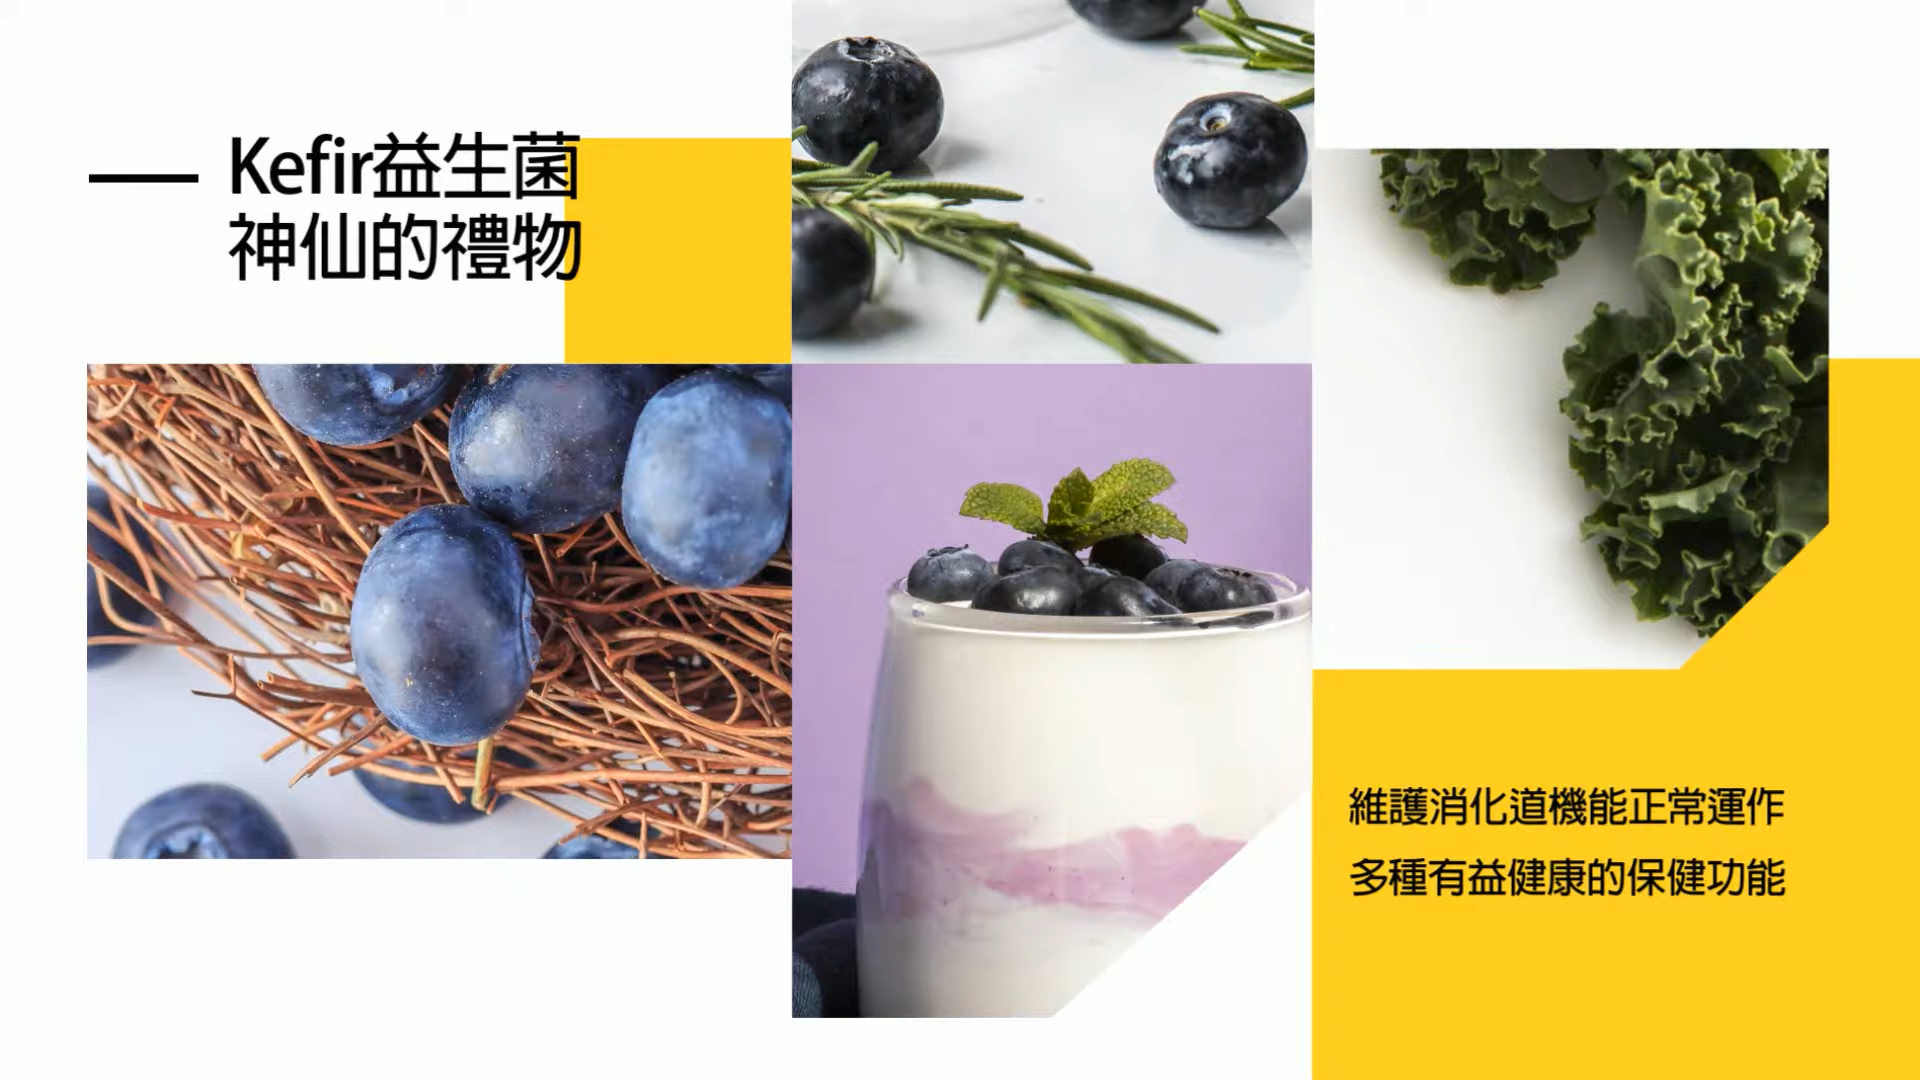 Kefir益生菌
神仙的禮物
維護消化道機能正常運作
多種有益健康的保健功能